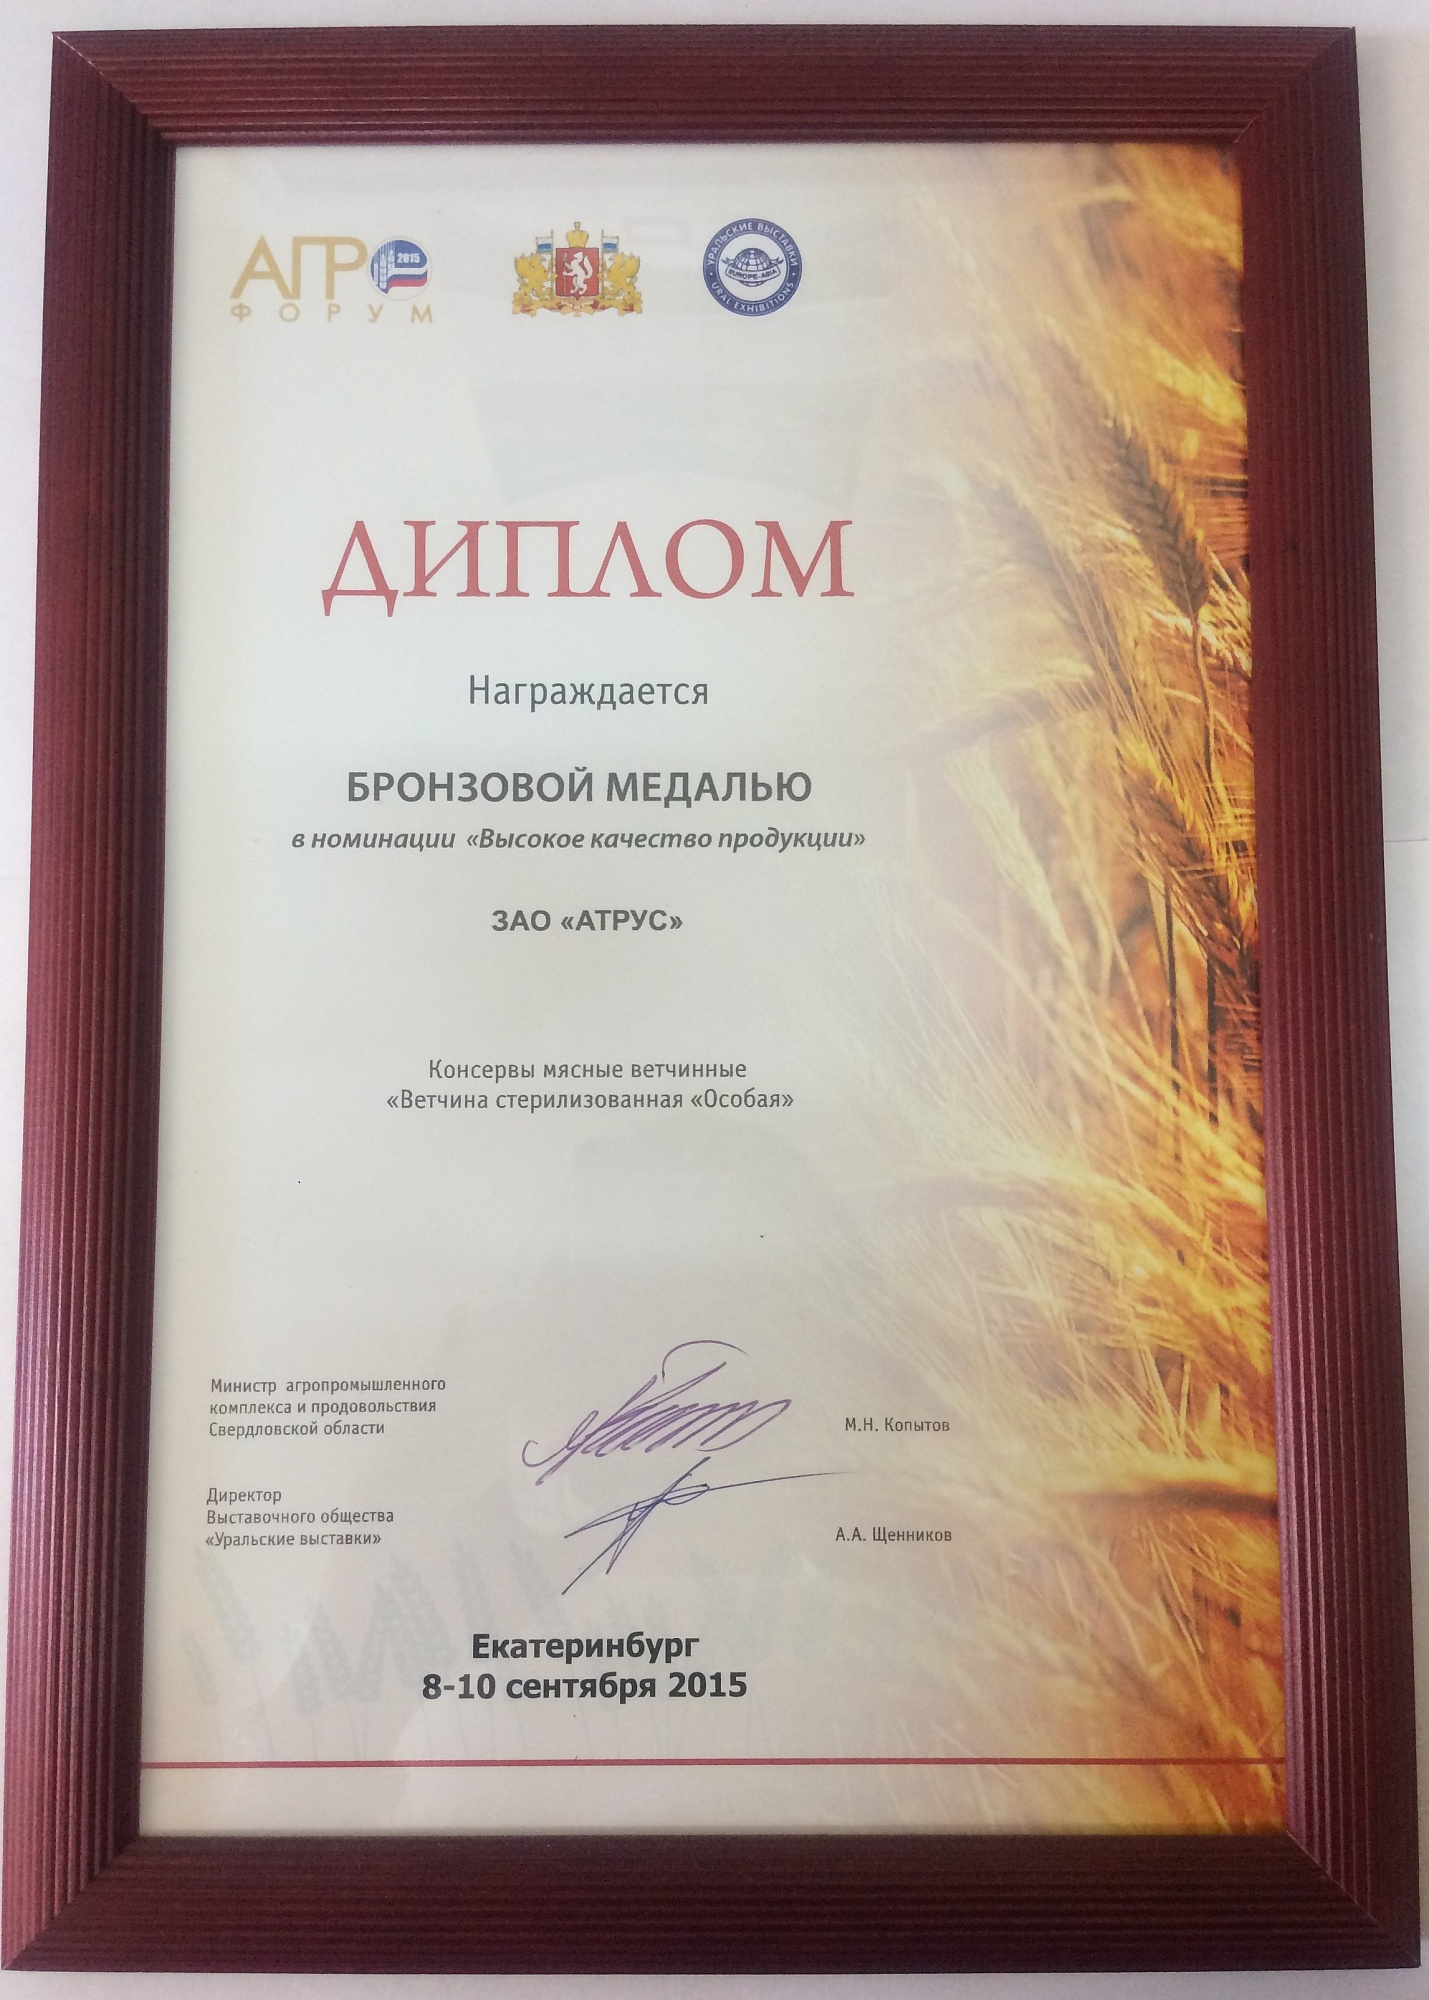 АГРО 2015
ФОРУМ
УРАЛЬСКИЕ ВЫСТАВКИ
EUROPE-ASIA
URAL EXHIBITIONS
ДИПЛОМ
Награждается
БРОНЗОВОЙ МЕДАЛЬЮ
в номинации «Высокое качество продукции»
ЗАО «АТРУС»
Консервы мясные ветчинные
«Ветчина стерилизованная «Особая»
Министр агропромышленного
комплекса и продовольствия
Свердловской области
М.Н. Копытов
Директор
Выставочного общества
«Уральские выставки»
А.А. Щенников
Екатеринбург
8-10 сентября 2015